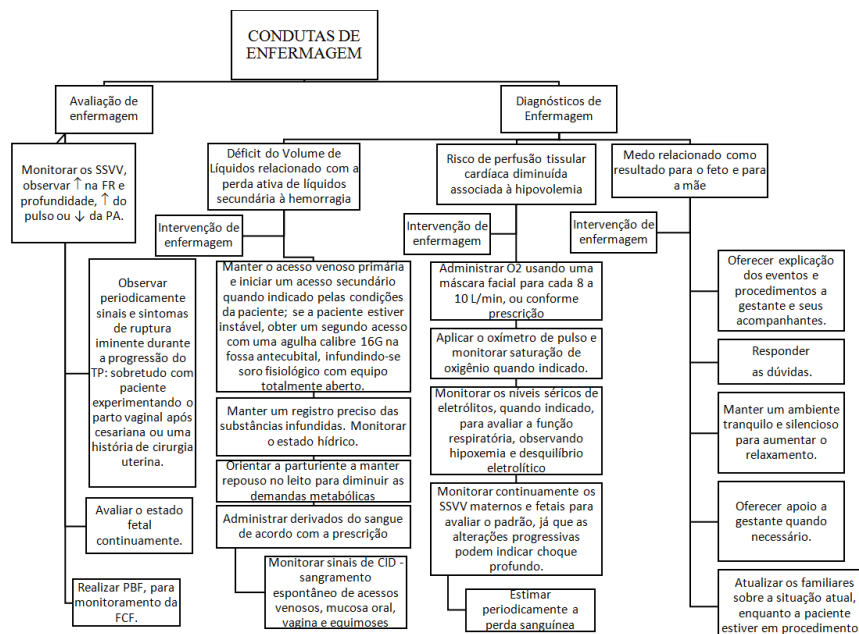 CONDUTAS DE
ENFERMAGEM
Avaliação de
enfermagem
Diagnósticos de
Enfermagem
Monitorar os SSVV,
observar ↑ na FR e
profundidade, ↑ do
pulso ou ↓ da PA.
Déficit do Volume de
Líquidos relacionado com a
perda ativa de líquidos
secundária à hemorragia
Risco de perfusão tissular
cardíaca diminuída
associada à hipovolemia
Medo relacionado como
resultado para o feto e para
a mãe
Intervenção de
enfermagem
Intervenção de
enfermagem
Intervenção de
enfermagem
Observar
periodicamente
sinais e sintomas de
ruptura
iminente durante
a progressão do
TP: sobretudo com
paciente
experimentando o
parto vaginal após
cesariana ou uma
história de cirurgia
uterina.
Avaliar o estado
fetal
continuamente.
Realizar PBF, para
monitoramento da
FCF.
Manter o acesso venoso primária
e iniciar um acesso secundário
quando indicado pelas condições
da paciente; se a paciente estiver
instável, obter um segundo acesso
com uma agulha calibre 16G na
fossa antecubital, infundindo-se
soro fisiológico com equipo
totalmente aberto.
Manter um registro preciso das
substâncias infundidas. Monitorar
o estado hídrico.
Orientar a parturiente a manter
repouso no leito para diminuir as
demandas metabólicas
Administrar derivados do sangue
de acordo com a prescrição
Monitorar sinais de CID -
sangramento
espontâneo de acessos
venosos, mucosa oral,
vagina e equimoses
Administrar O2 usando uma
máscara facial para cada 8 a
10 L/min, ou conforme
prescrição
Aplicar o oxímetro de pulso e
monitorar saturação de
oxigênio quando indicado.
Monitorar os níveis séricos de
eletrólitos, quando indicado,
para avaliar a função
respiratória, observando
hipoxemia e desquilíbrio
eletrolítico
Monitorar continuamente os
SSVV maternos e fetais para
avaliar o padrão, já que as
alterações progressivas
podem indicar choque
profundo.
Estimar
periodicamente a
perda sanguínea
Oferecer explicação
dos eventos e
procedimentos a
gestante e seus
acompanhantes.
Responder
as dúvidas.
Manter um ambiente
tranquilo e silencioso
para aumentar o
relaxamento.
Oferecer apoio a
gestante quando
necessário.
Atualizar os familiares
sobre a situação atual,
enquanto a paciente
estiver em procedimento